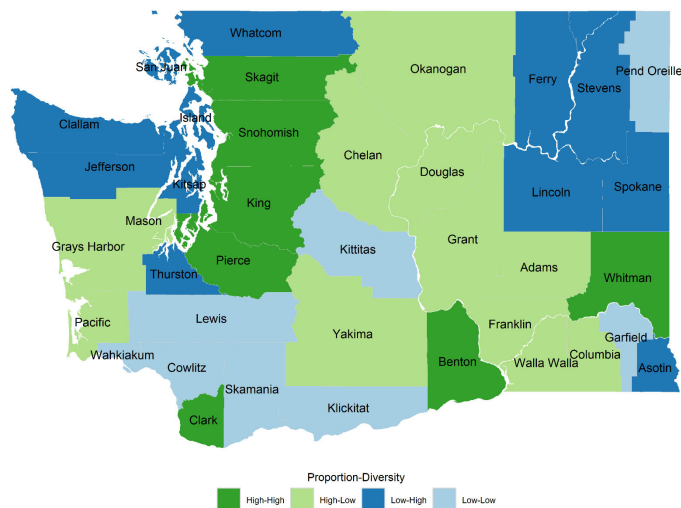 Whatcom
San Juan
Skagit
Okanogan
Ferry
Stevens
Pend Oreille
Island
Clallam
Snohomish
Chelan
Jefferson
Kitsap
Douglas
Lincoln
Spokane
King
Mason
Grays Harbor
Kittitas
Grant
Pierce
Adams
Thurston
Whitman
Lewis
Pacific
Yakima
Franklin
Garfield
Wahkiakum
Cowlitz
Benton
Walla Walla
Columbia
Asotin
Skamania
Klickitat
Clark
Proportion-Diversity
High-High High-Low Low-High Low-Low